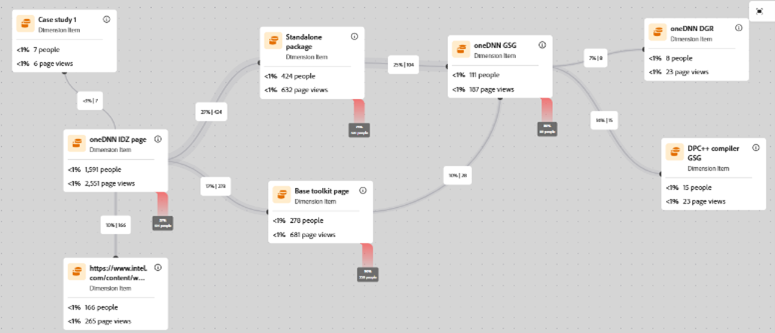 Case study 1
Dimension Item
<1% 7 people
<1% 6 page views
<1% | 7
oneDNN IDZ page
Dimension Item
<1% 1,591 people
<1% 2,551 page views
10% | 166
https://www.intel.
com/content/w...
Dimension Item
<1% 166 people
<1% 265 page views
27% | 424
17% | 278
Standalone
package
Dimension Item
<1% 424 people
<1% 632 page views
Base toolkit page
Dimension Item
<1% 278 people
<1% 681 page views
25% | 104
10% | 28
oneDNN GSG
Dimension Item
<1% 111 people
<1% 187 page views
7% | 8
oneDNN DGR
Dimension Item
<1% 8 people
<1% 23 page views
DPC++ compiler
GSG
Dimension Item
<1% 15 people
<1% 23 page views